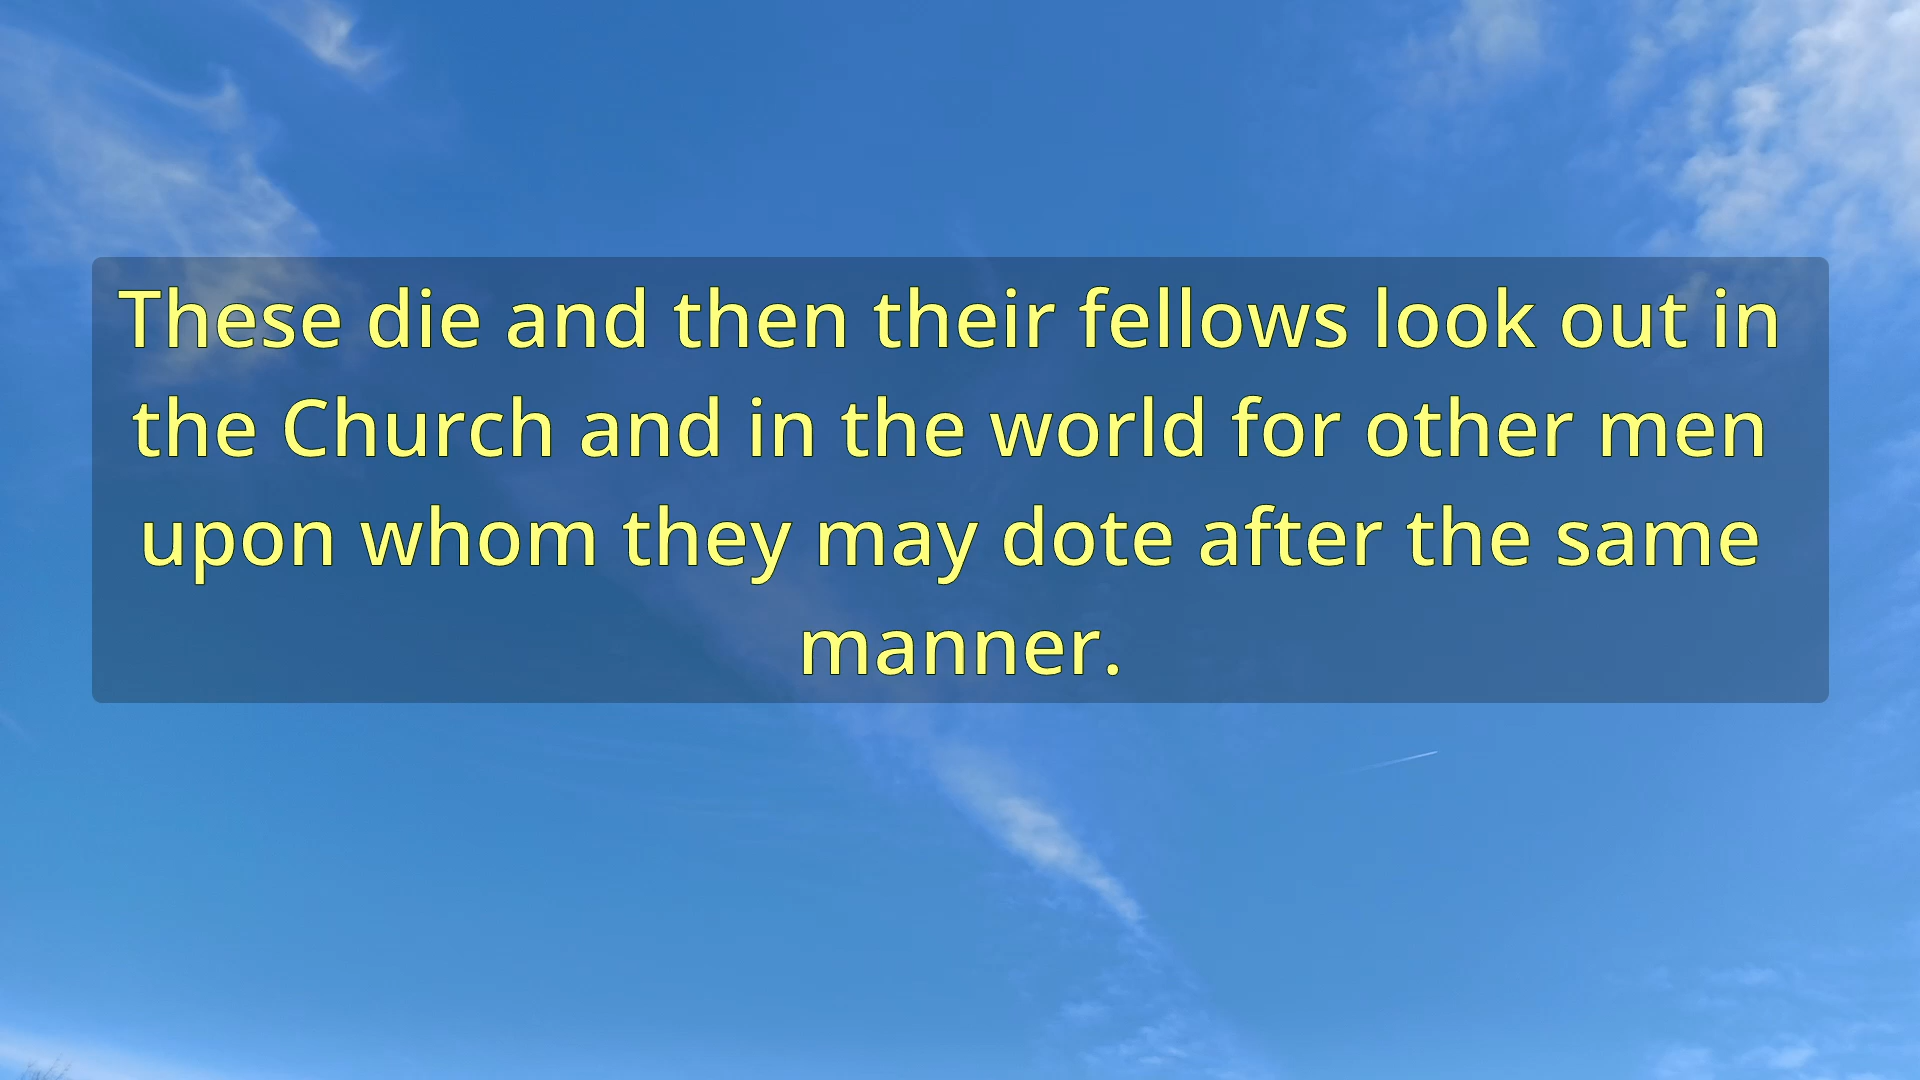 These die and then their fellows look out in
the Church and in the world for other men
upon whom they may dote after the same
manner.